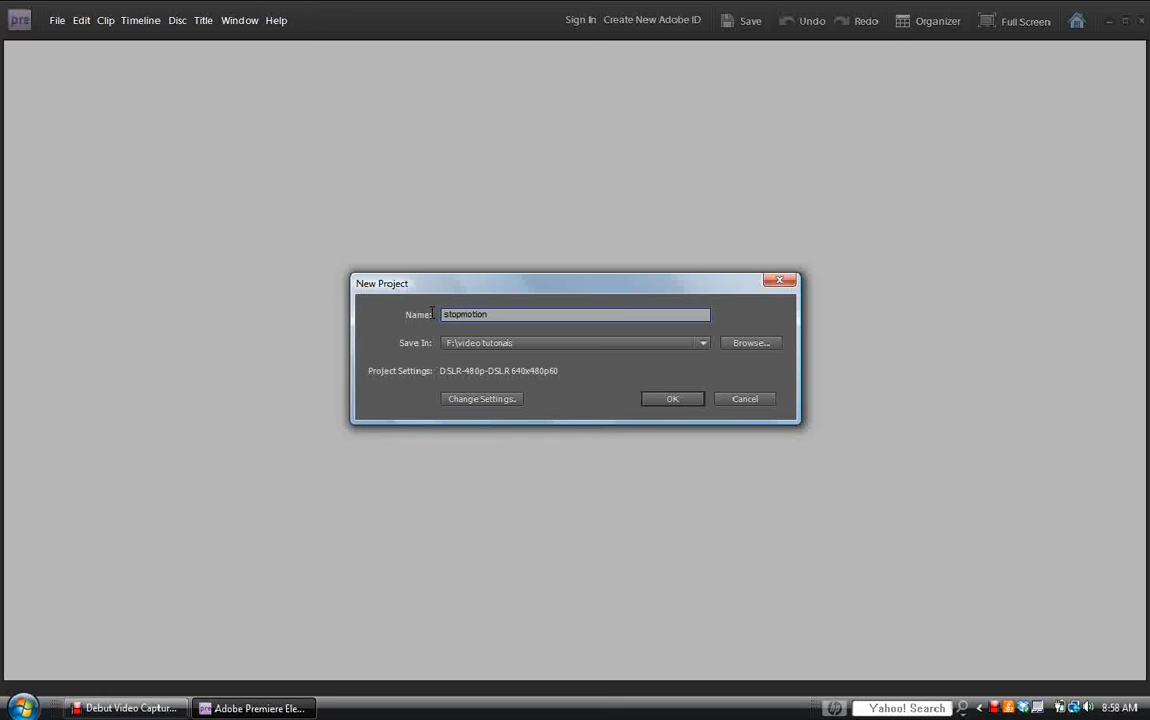 pre File Edit Clip Timeline Disc Title Window Help Sign In Create New Adobe ID Save Undo Redo Organizer Full Screen
New Project
Name: stopmotion
Save In: F:\video tutorials Browse...
Project Settings: DSLR-480p-DSLR 640x480p60
Change Settings.. OK Cancel
Debut Video Captur... pre Adobe Premiere Ele... hp Yahoo! Search 8:58 AM